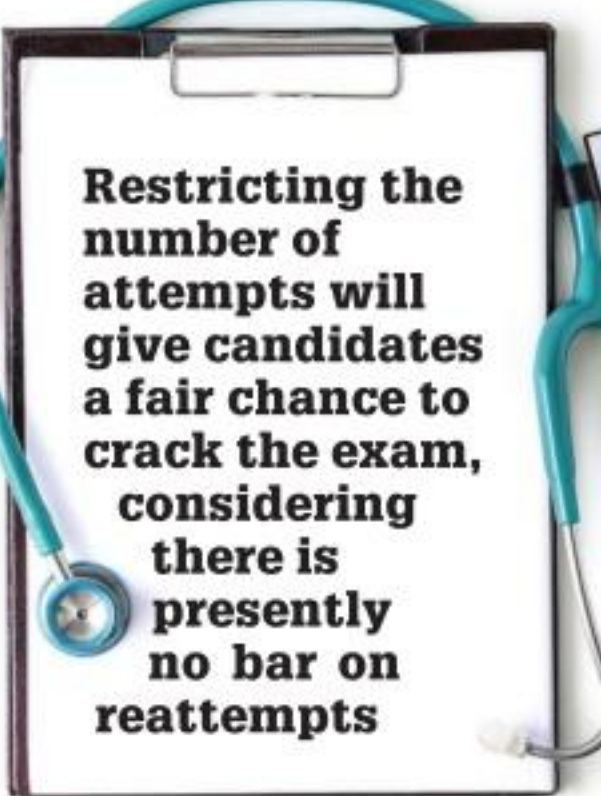 Restricting the
number of
attempts will
give candidates
a fair chance to
crack the exam,
considering
there is
presently
no bar on
reattempts